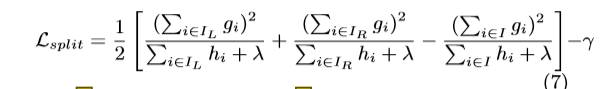 $$\mathcal{L}_{split} = \frac{1}{2} \left[ \frac{(\sum_{i \in I_L} g_i)^2}{\sum_{i \in I_L} h_i + \lambda} + \frac{(\sum_{i \in I_R} g_i)^2}{\sum_{i \in I_R} h_i + \lambda} - \frac{(\sum_{i \in I} g_i)^2}{\sum_{i \in I} h_i + \lambda} \right] - \gamma$$
(7)